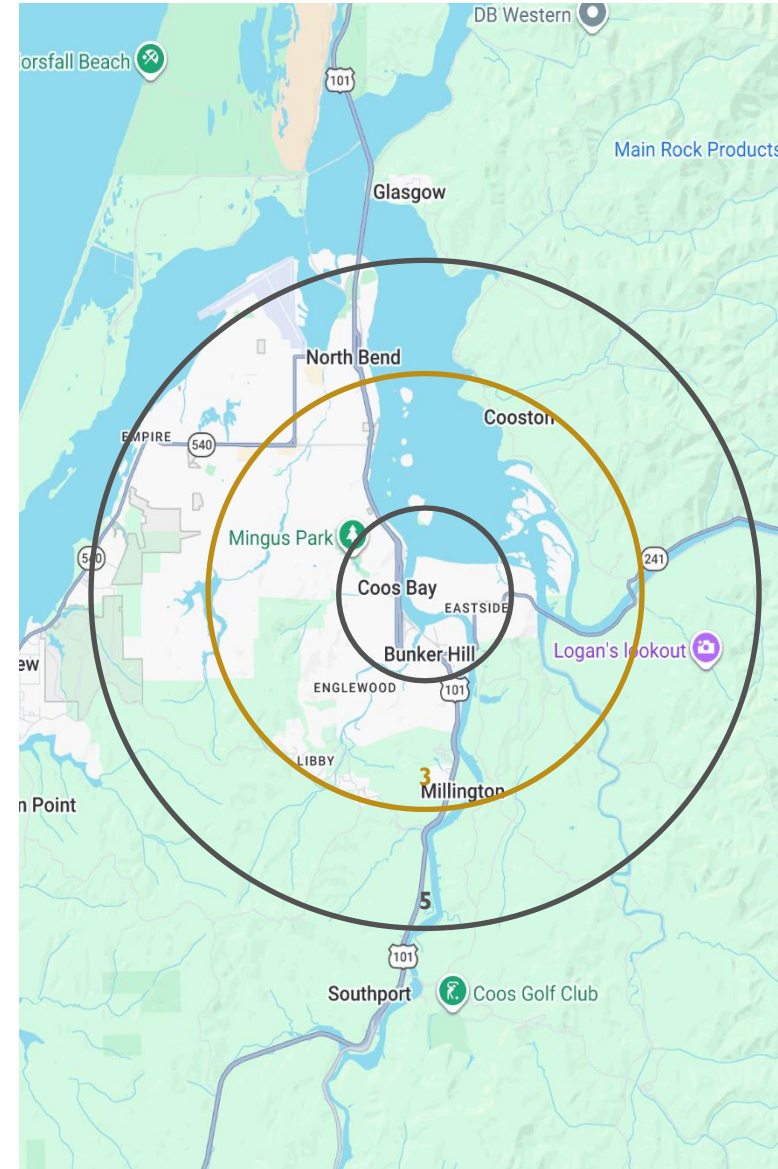 DB Western
orsfall Beach
101
Main Rock Products
Glasgow
North Bend
Cooston
EMPIRE
540
Mingus Park
540
241
Coos Bay
EASTSIDE
Logan's lookout
Bunker Hill
ew
ENGLEWOOD
101
LIBBY
3
Millington
n Point
5
101
Southport
Coos Golf Club